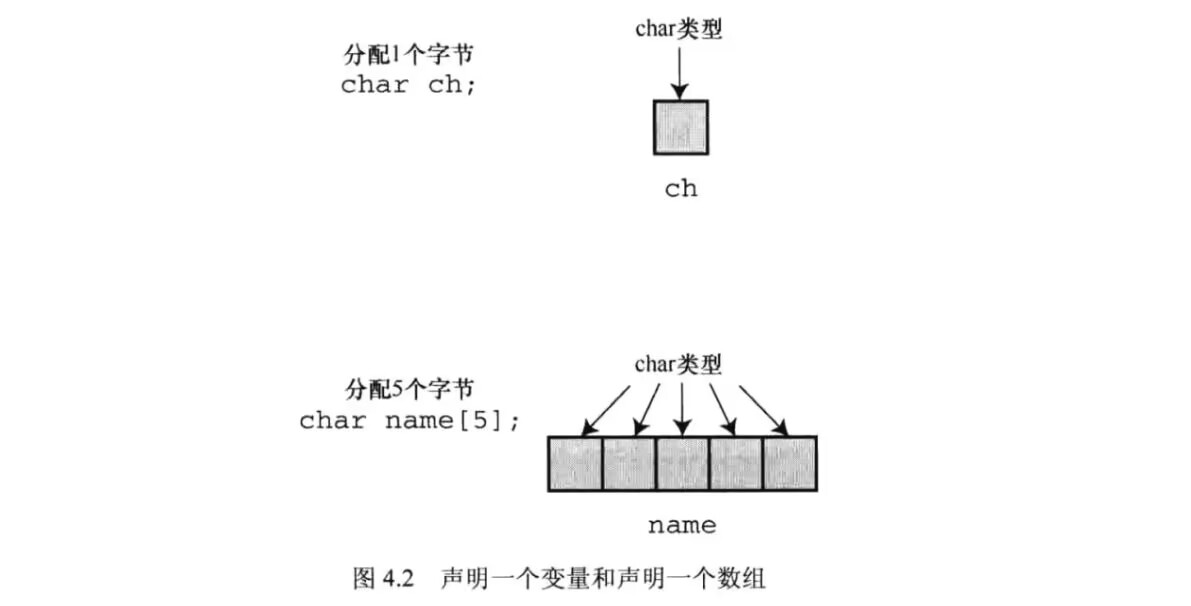 char类型
分配1个字节
char ch;
ch
char类型
分配5个字节
char name[5];
name
图 4.2 声明一个变量和声明一个数组